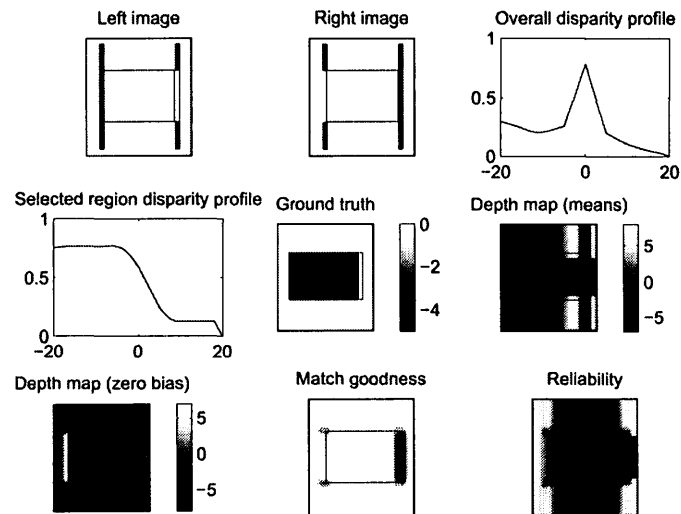 Left image
Right image
Overall disparity profile
1
0.5
0
-20
0
20
Selected region disparity profile
1
0.5
0
-20
0
20
Ground truth
0
-2
-4
Depth map (means)
5
0
-5
Depth map (zero bias)
5
0
-5
Match goodness
Reliability